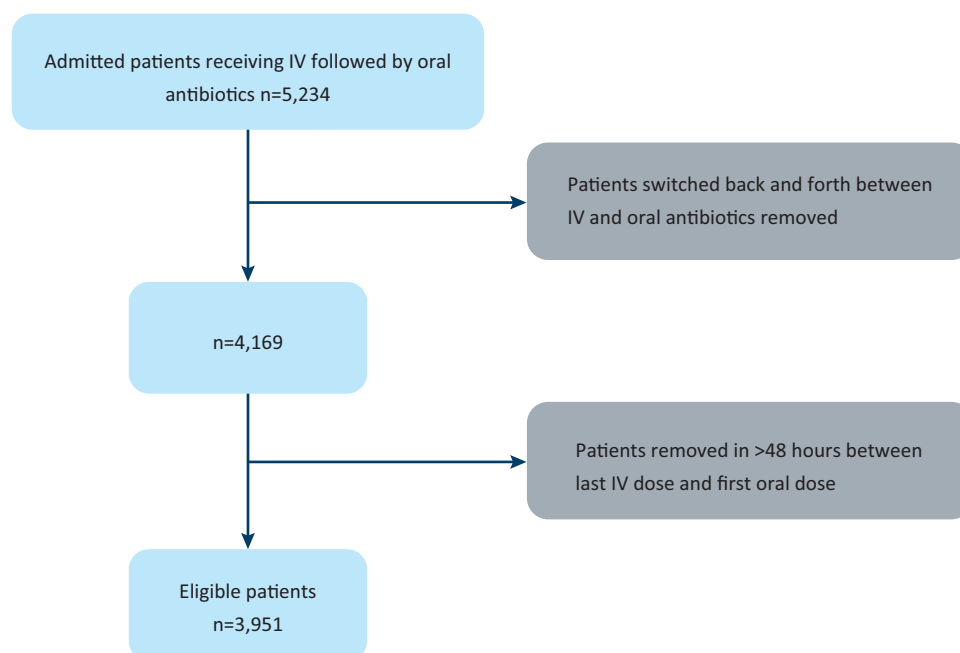 Admitted patients receiving IV followed by oral
antibiotics n=5,234
Patients switched back and forth between
IV and oral antibiotics removed
n=4,169
Patients removed in >48 hours between
last IV dose and first oral dose
Eligible patients
n=3,951